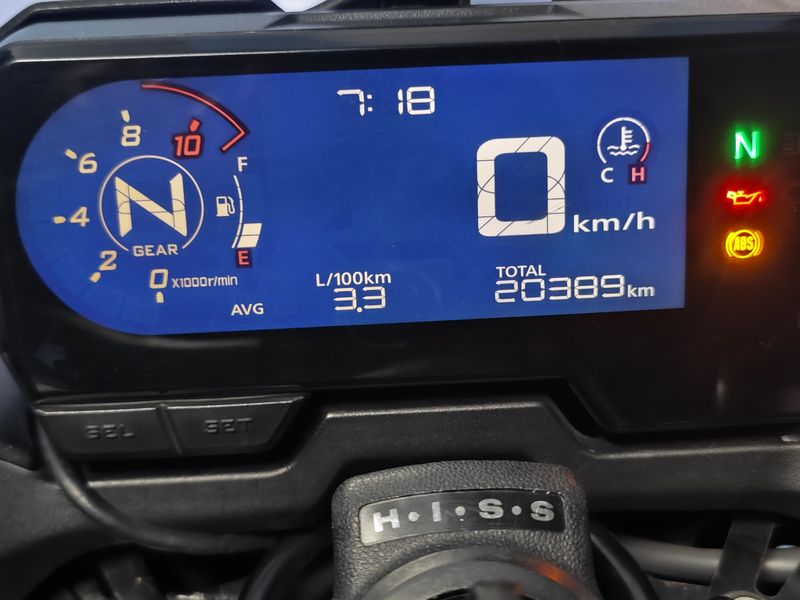 7:18
8
10
6
F
N
0
C H
N
4
km/h
ABS
GEAR
2
E
0 x1000r/min
L/100km
TOTAL
AVG
3.3
20389km
SEL
SET
H·I·S·S